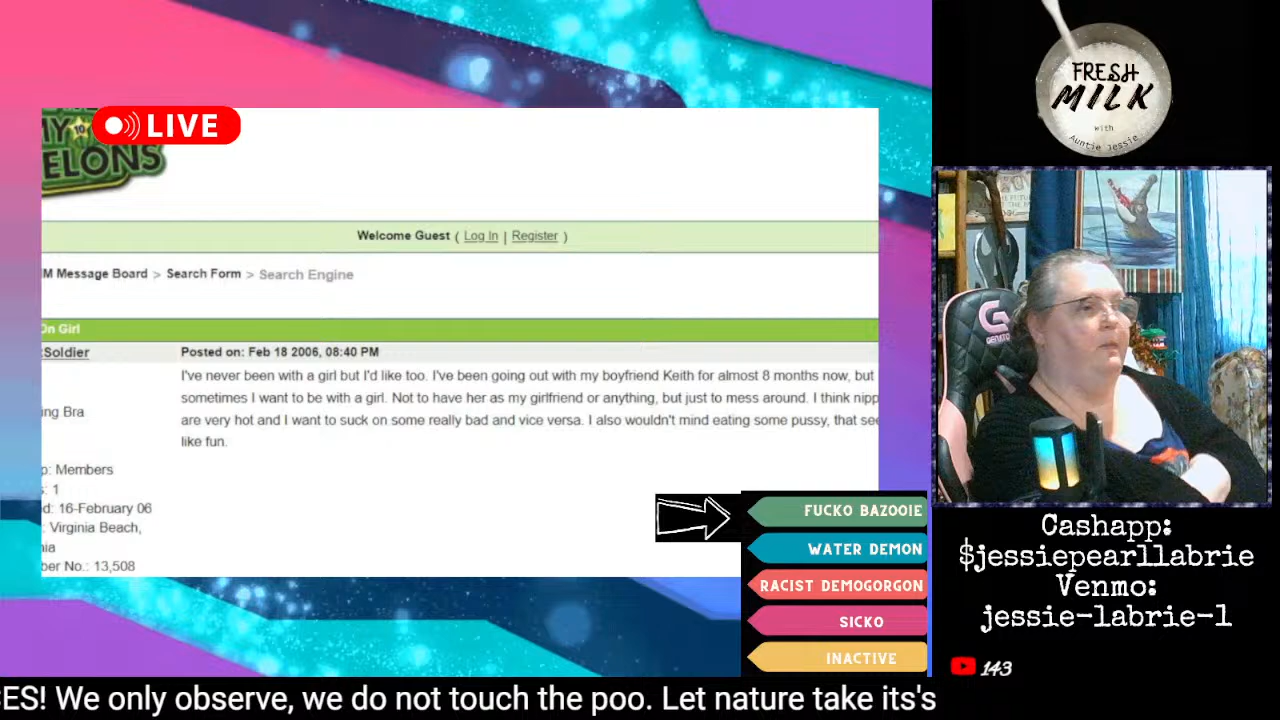 FRESH
MILK
with
Auntie Jessie
LIVE
MY 10
ELONS
Welcome Guest ( Log In | Register )
M Message Board > Search Form > Search Engine
On Girl
:Soldier
Posted on: Feb 18 2006, 08:40 PM
I've never been with a girl but I'd like too. I've been going out with my boyfriend Keith for almost 8 months now, but
sometimes I want to be with a girl. Not to have her as my girlfriend or anything, but just to mess around. I think nipp
are very hot and I want to suck on some really bad and vice versa. I also wouldn't mind eating some pussy, that see
like fun.
ing Bra
p: Members
s: 1
d: 16-February 06
: Virginia Beach,
nia
ber No.: 13,508
FUCKO BAZOOIE
WATER DEMON
RACIST DEMOGORGON
SICKO
INACTIVE
Cashapp:
$jessiepearllabrie
Venmo:
jessie-labrie-1
143
CES! We only observe, we do not touch the poo. Let nature take its's